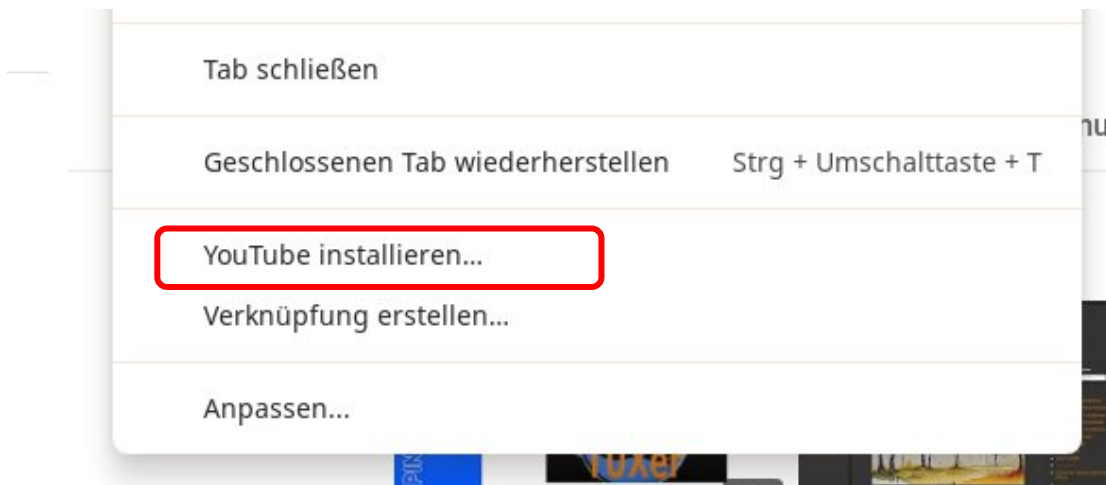 Tab schließen
Geschlossenen Tab wiederherstellen Strg + Umschalttaste + T
YouTube installieren...
Verknüpfung erstellen...
Anpassen...